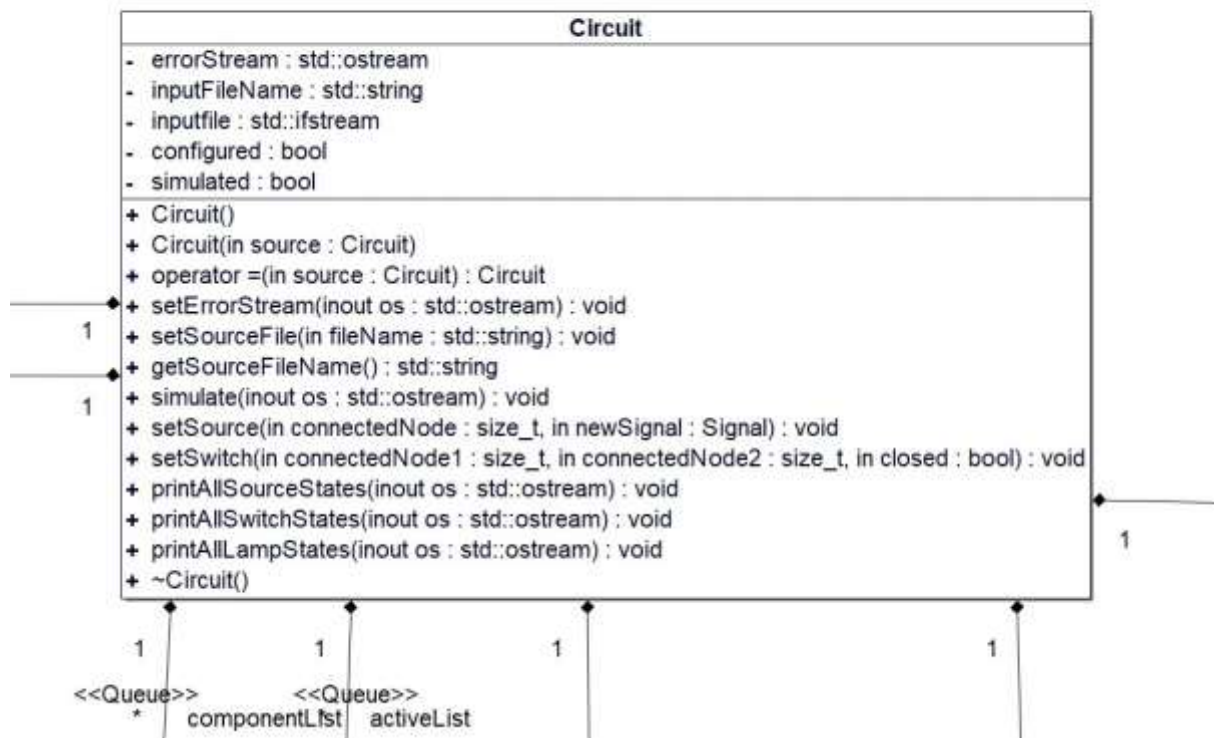 Circuit
- errorStream : std::ostream
- inputFileName : std::string
- inputfile : std::ifstream
- configured : bool
- simulated : bool
+ Circuit()
+ Circuit(in source : Circuit)
+ operator =(in source : Circuit) : Circuit
+ setErrorStream(inout os : std::ostream) : void
1
+ setSourceFile(in fileName : std::string) : void
+ getSourceFileName() : std::string
1
+ simulate(inout os : std::ostream) : void
+ setSource(in connectedNode : size_t, in newSignal : Signal) : void
+ setSwitch(in connectedNode1 : size_t, in connectedNode2 : size_t, in closed : bool) : void
+ printAllSourceStates(inout os : std::ostream) : void
+ printAllSwitchStates(inout os : std::ostream) : void
1
+ printAllLampStates(inout os : std::ostream) : void
+ ~Circuit()
1 1 1 1
<<Queue>> <<Queue>>
* componentList * activeList